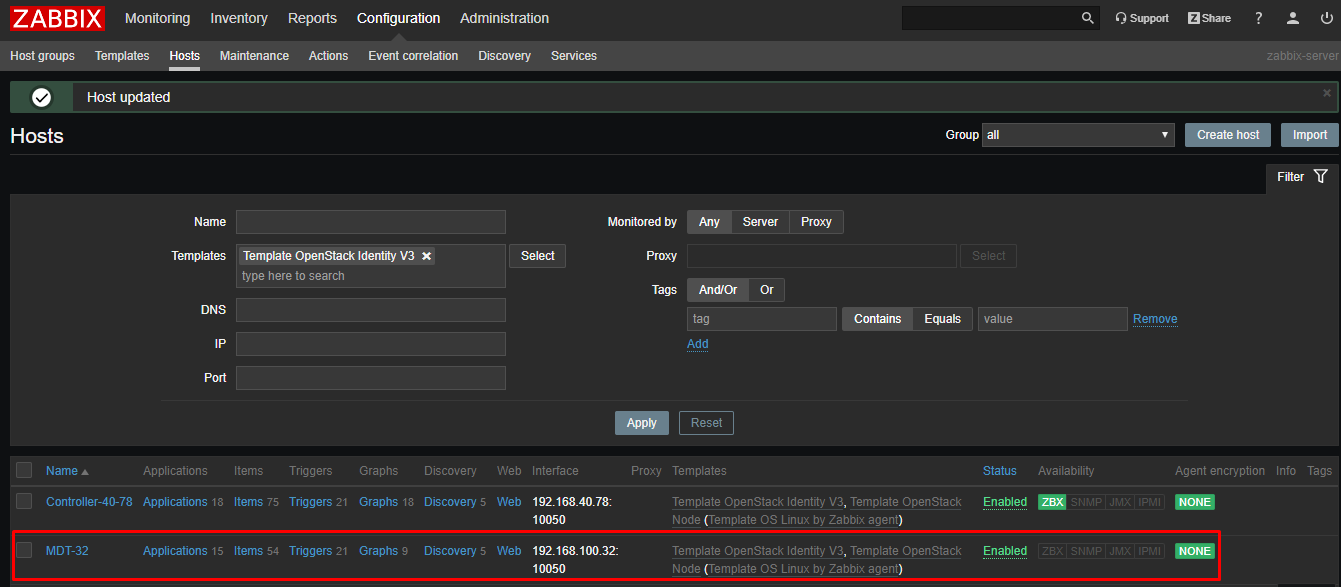 ZABBIX Monitoring Inventory Reports Configuration Administration Support Z Share ?
Host groups Templates Hosts Maintenance Actions Event correlation Discovery Services zabbix-server
Host updated ×
Hosts Group all Create host Import
Filter
Name Monitored by Any Server Proxy
Templates Template OpenStack Identity V3 × Select Proxy Select
type here to search
Tags And/Or Or
DNS tag Contains Equals value Remove
IP Add
Port
Apply Reset
Name Applications Items Triggers Graphs Discovery Web Interface Proxy Templates Status Availability Agent encryption Info Tags
Controller-40-78 Applications 18 Items 75 Triggers 21 Graphs 18 Discovery 5 Web 192.168.40.78: Template OpenStack Identity V3, Template OpenStack Enabled ZBX SNMP JMX IPMI NONE
10050 Node (Template OS Linux by Zabbix agent)
MDT-32 Applications 15 Items 54 Triggers 21 Graphs 9 Discovery 5 Web 192.168.100.32: Template OpenStack Identity V3, Template OpenStack Enabled ZBX SNMP JMX IPMI NONE
10050 Node (Template OS Linux by Zabbix agent)